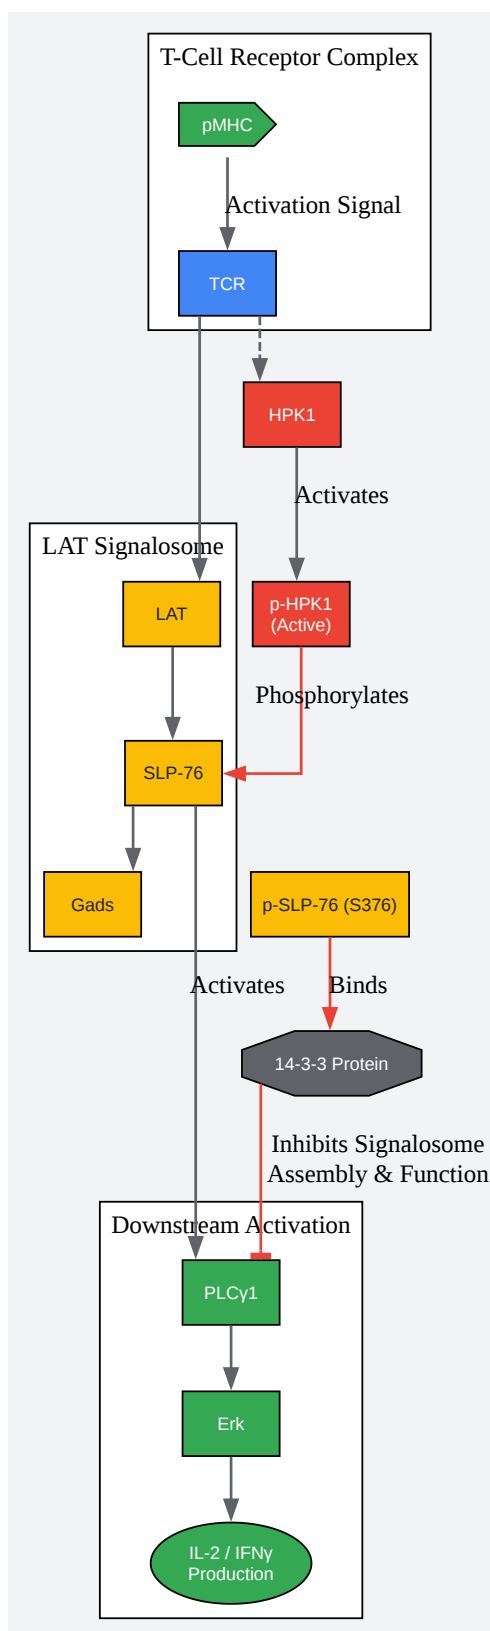 T-Cell Receptor Complex
pMHC
Activation Signal
TCR
HPK1
Activates
LAT Signalosome
LAT
p-HPK1
(Active)
Phosphorylates
SLP-76
Gads
p-SLP-76 (S376)
Activates
Binds
14-3-3 Protein
Inhibits Signalosome
Assembly & Function
Downstream Activation
PLCγ1
Erk
IL-2 / IFNγ
Production